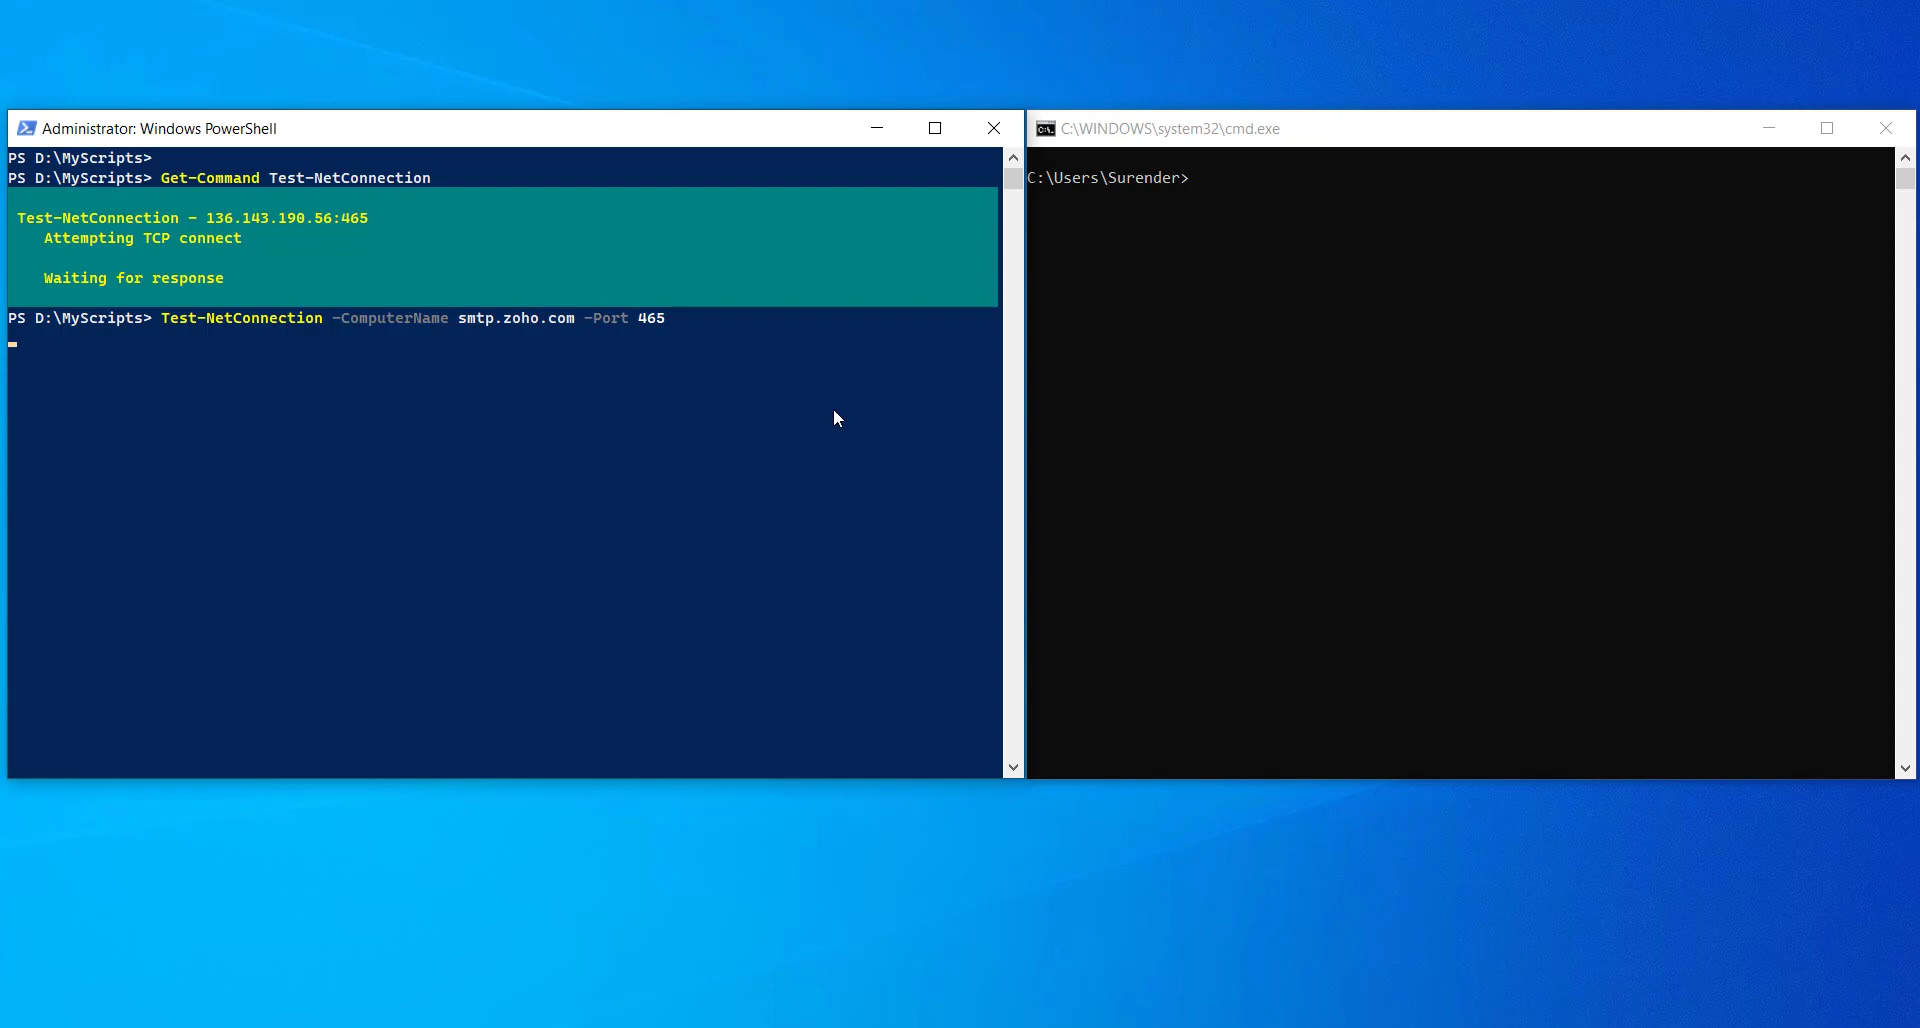 Administrator: Windows PowerShell
PS D:\MyScripts>
PS D:\MyScripts> Get-Command Test-NetConnection
Test-NetConnection - 136.143.190.56:465
Attempting TCP connect
Waiting for response
PS D:\MyScripts> Test-NetConnection -ComputerName smtp.zoho.com -Port 465
C:\WINDOWS\system32\cmd.exe
C:\Users\Surender>